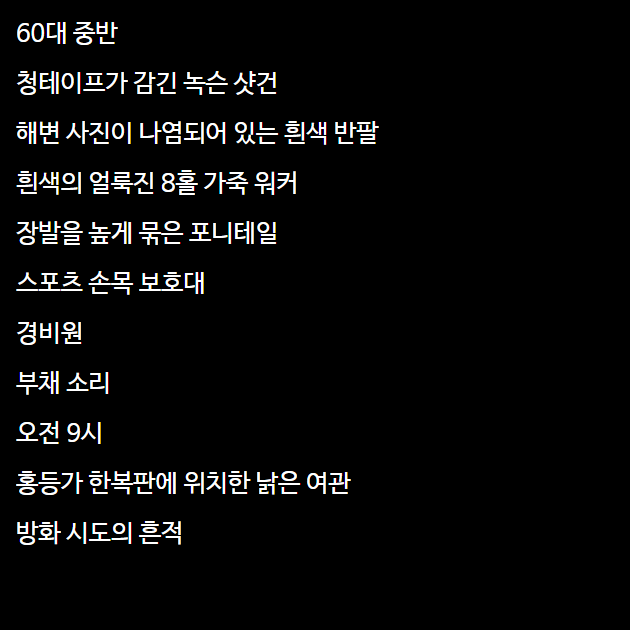 60대 중반
청테이프가 감긴 녹슨 샷건
해변 사진이 나염되어 있는 흰색 반팔
흰색의 얼룩진 8홀 가죽 워커
장발을 높게 묶은 포니테일
스포츠 손목 보호대
경비원
부채 소리
오전 9시
홍등가 한복판에 위치한 낡은 여관
방화 시도의 흔적